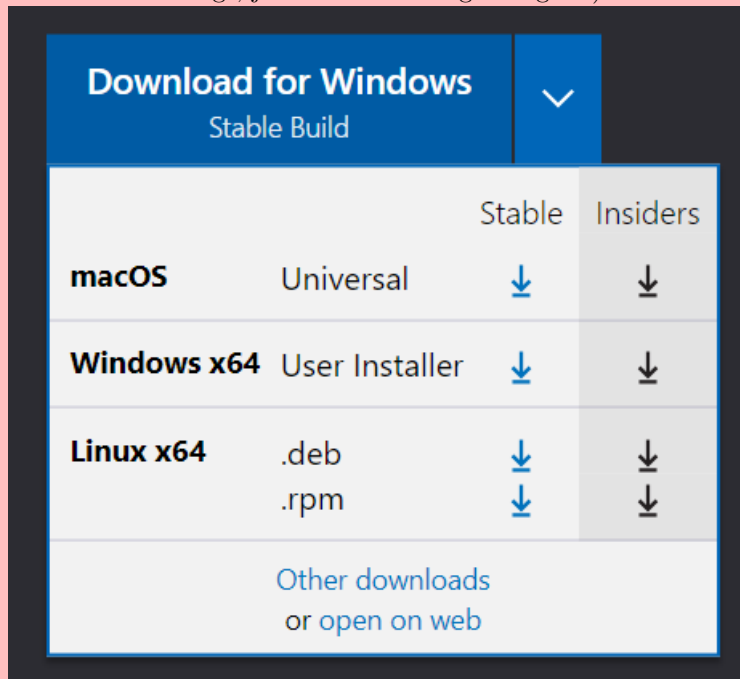 Download for Windows
Stable Build
Stable Insiders
macOS Universal
Windows x64 User Installer
Linux x64 .deb
.rpm
Other downloads
or open on web